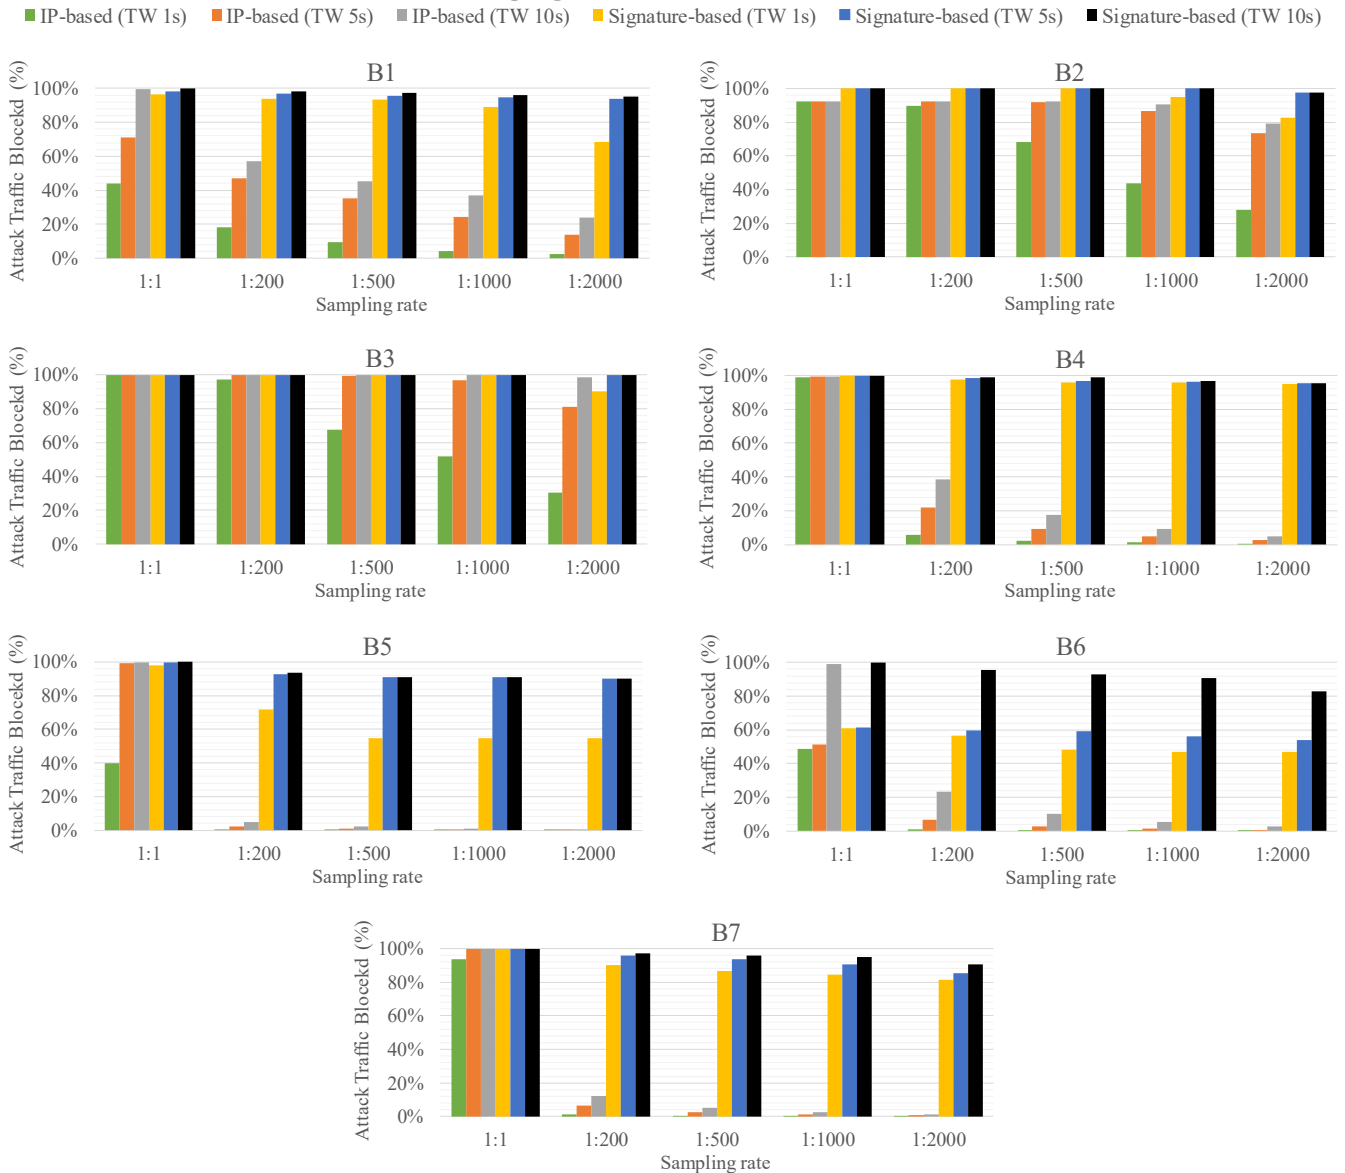 IP-based (TW 1s) IP-based (TW 5s) IP-based (TW 10s) Signature-based (TW 1s) Signature-based (TW 5s) Signature-based (TW 10s)
B1
Attack Traffic Blocekd (%)
100%
80%
60%
40%
20%
0%
1:1 1:200 1:500 1:1000 1:2000
Sampling rate
B2
Attack Traffic Blocekd (%)
100%
80%
60%
40%
20%
0%
1:1 1:200 1:500 1:1000 1:2000
Sampling rate
B3
Attack Traffic Blocekd (%)
100%
80%
60%
40%
20%
0%
1:1 1:200 1:500 1:1000 1:2000
Sampling rate
B4
Attack Traffic Blocekd (%)
100%
80%
60%
40%
20%
0%
1:1 1:200 1:500 1:1000 1:2000
Sampling rate
B5
Attack Traffic Blocekd (%)
100%
80%
60%
40%
20%
0%
1:1 1:200 1:500 1:1000 1:2000
Sampling rate
B6
Attack Traffic Blocekd (%)
100%
80%
60%
40%
20%
0%
1:1 1:200 1:500 1:1000 1:2000
Sampling rate
B7
Attack Traffic Blocekd (%)
100%
80%
60%
40%
20%
0%
1:1 1:200 1:500 1:1000 1:2000
Sampling rate